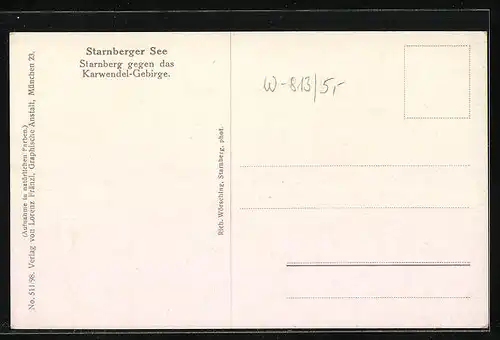 Starnberger See
Starnberg gegen das
Karwendel-Gebirge.
W-813/5,-
(Aufnahme in natürlichen Farben.)
No. 511/98. Verlag von Lorenz Fränzl, Graphische Anstalt, München 23.
Rich. Wörsching, Starnberg, phot.